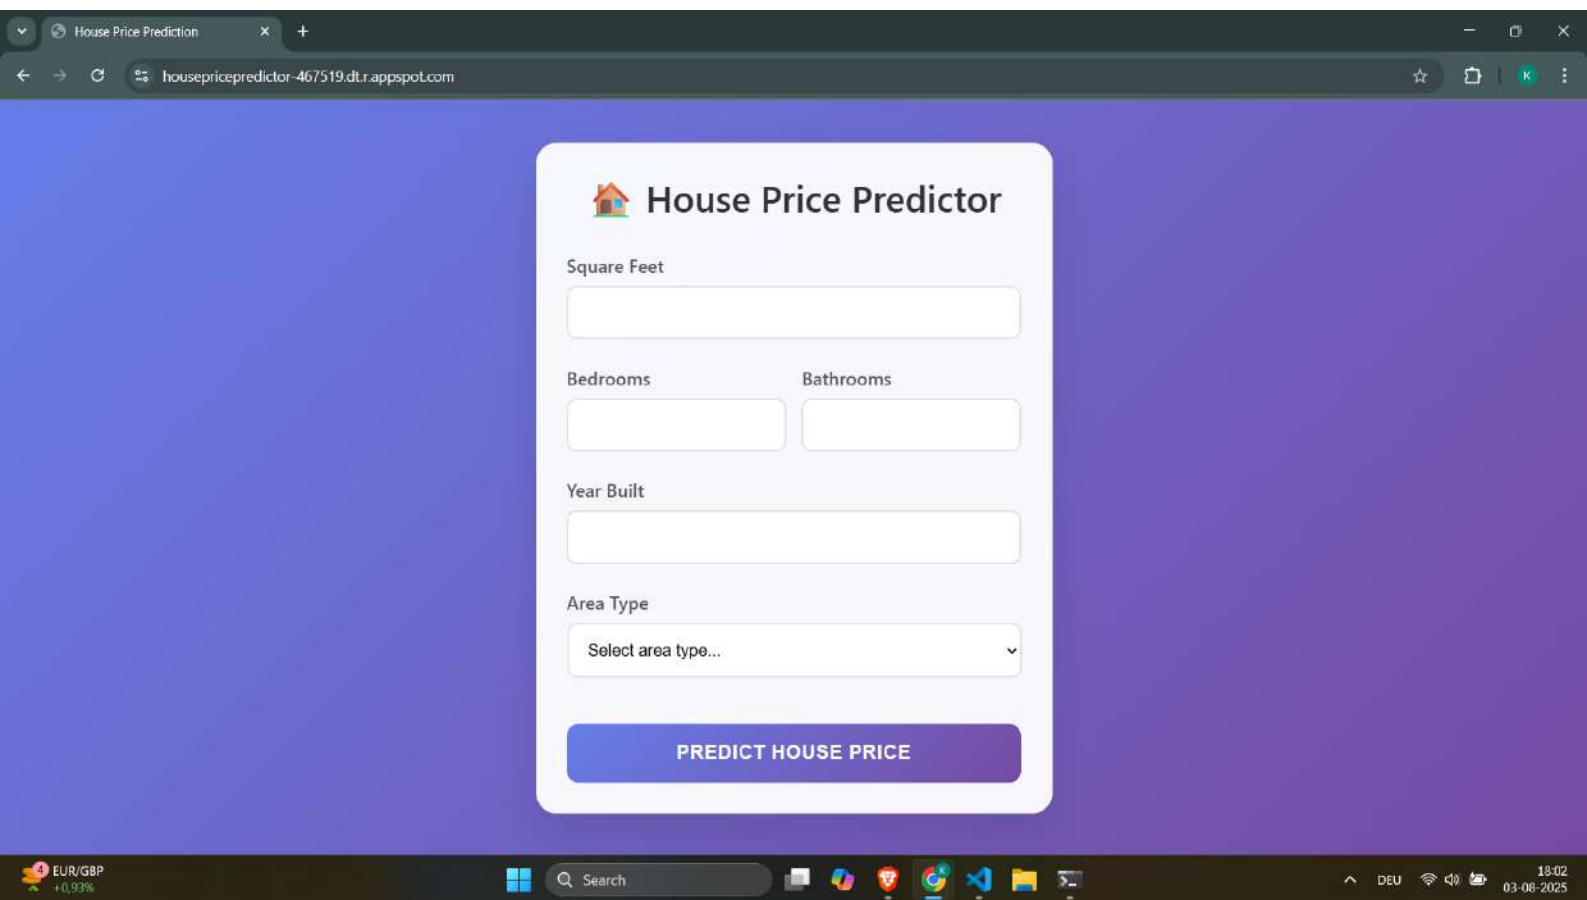 House Price Prediction
housepricepredictor-467519.dt.r.appspot.com
K
House Price Predictor
Square Feet
Bedrooms Bathrooms
Year Built
Area Type
Select area type...
PREDICT HOUSE PRICE
4
EUR/GBP
+0,93%
Search
K
DEU
18:02
03-08-2025